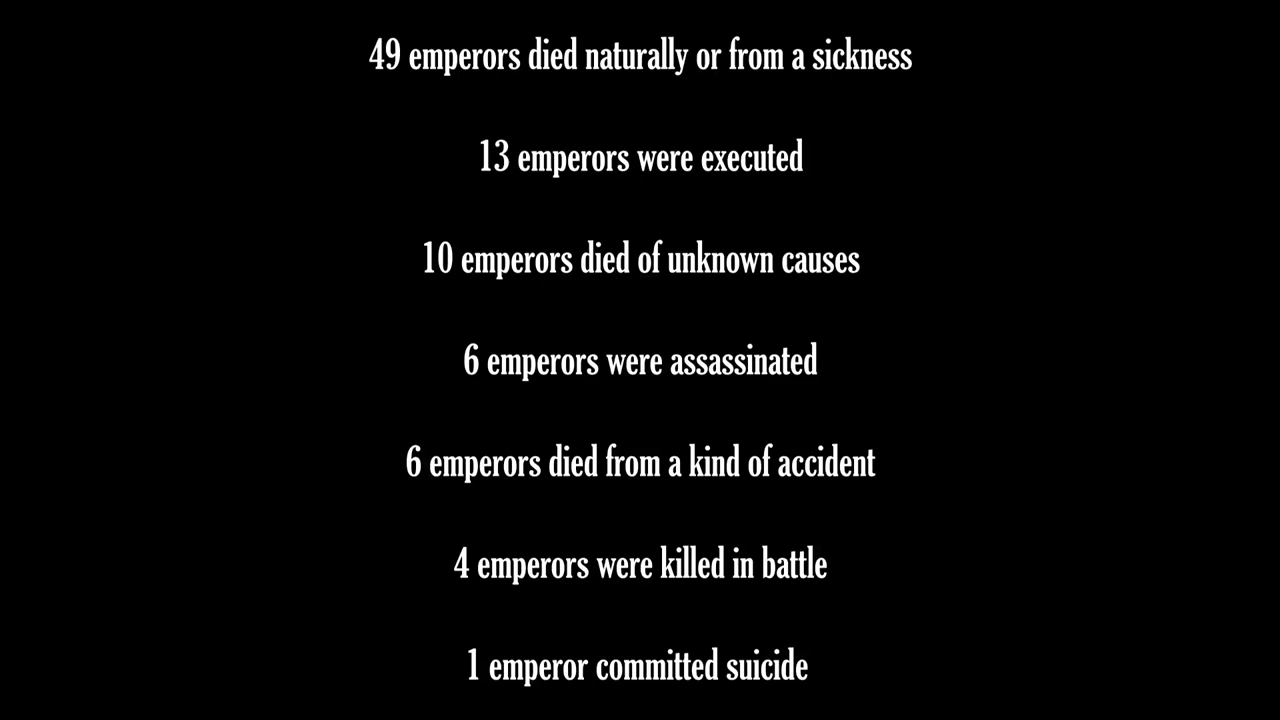 49 emperors died naturally or from a sickness
13 emperors were executed
10 emperors died of unknown causes
6 emperors were assassinated
6 emperors died from a kind of accident
4 emperors were killed in battle
1 emperor committed suicide